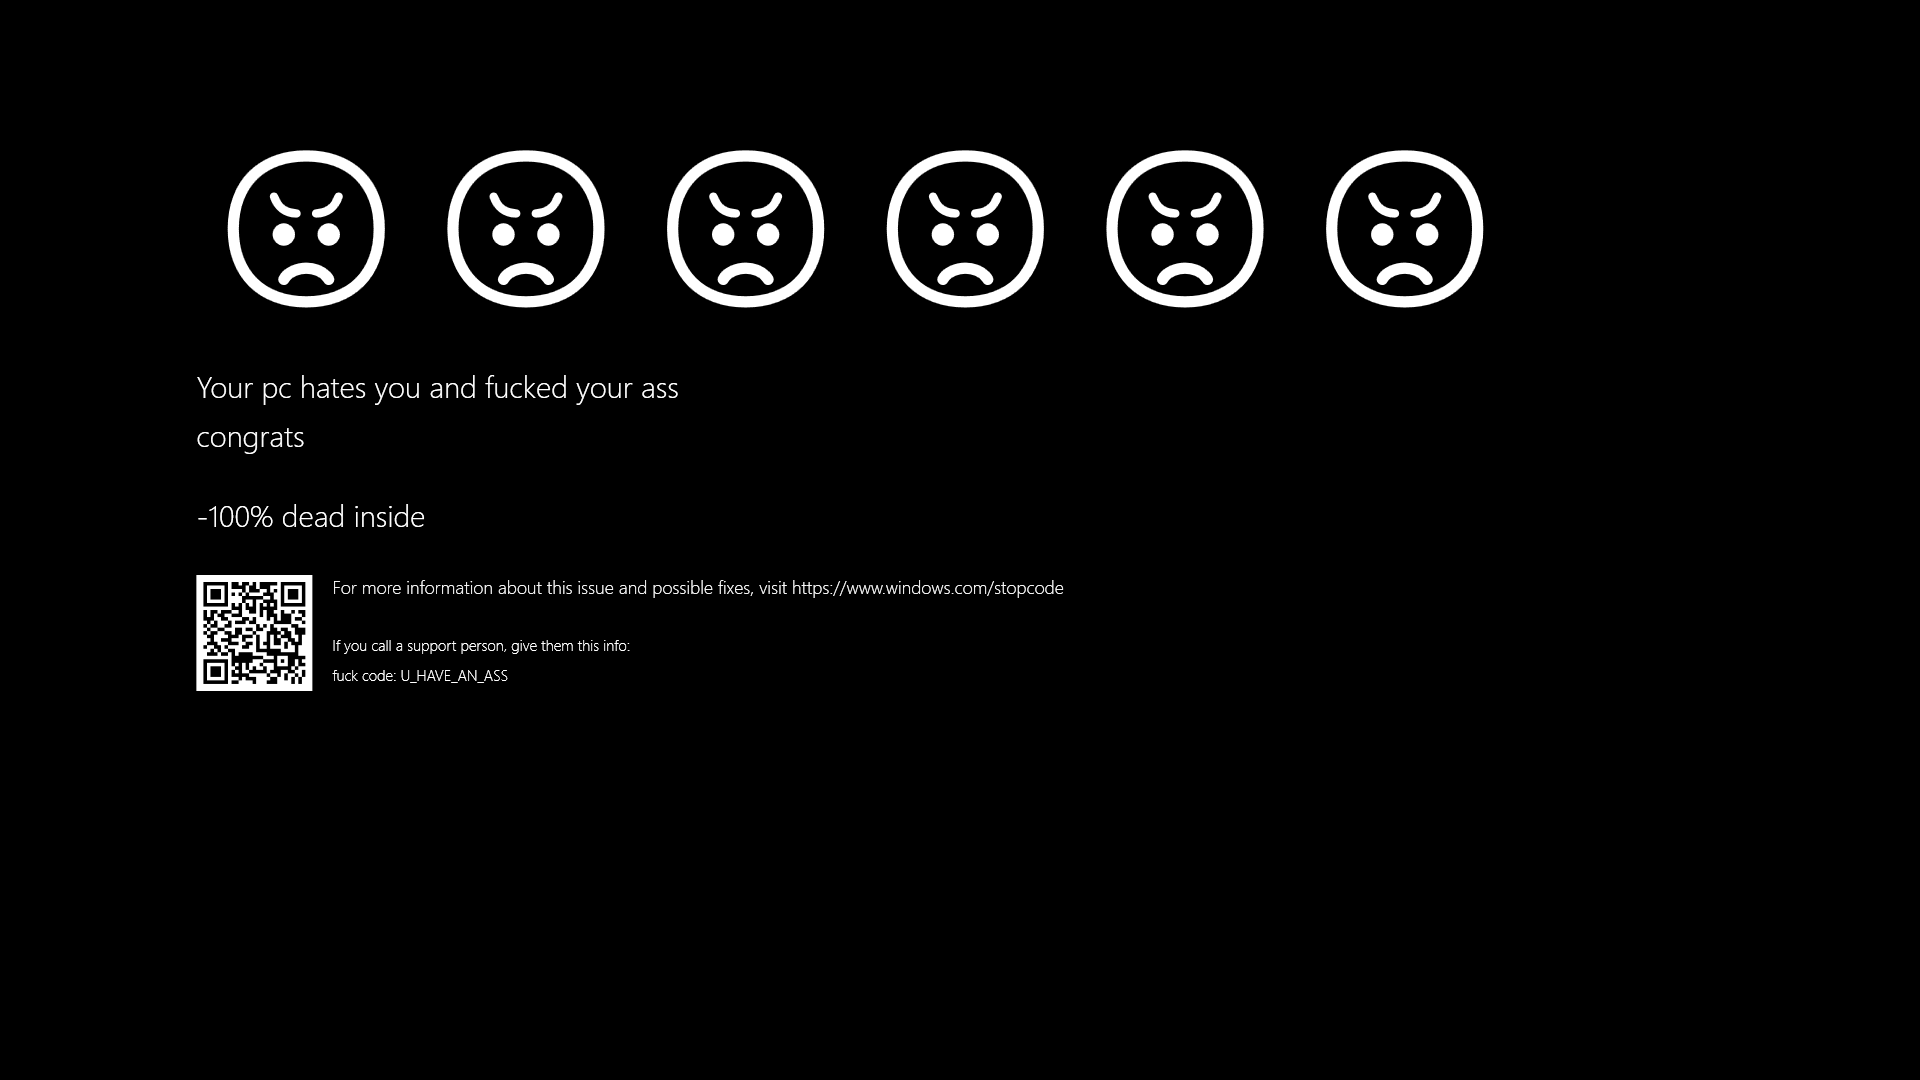 Your pc hates you and fucked your ass
congrats
-100% dead inside
For more information about this issue and possible fixes, visit https://www.windows.com/stopcode
If you call a support person, give them this info:
fuck code: U_HAVE_AN_ASS